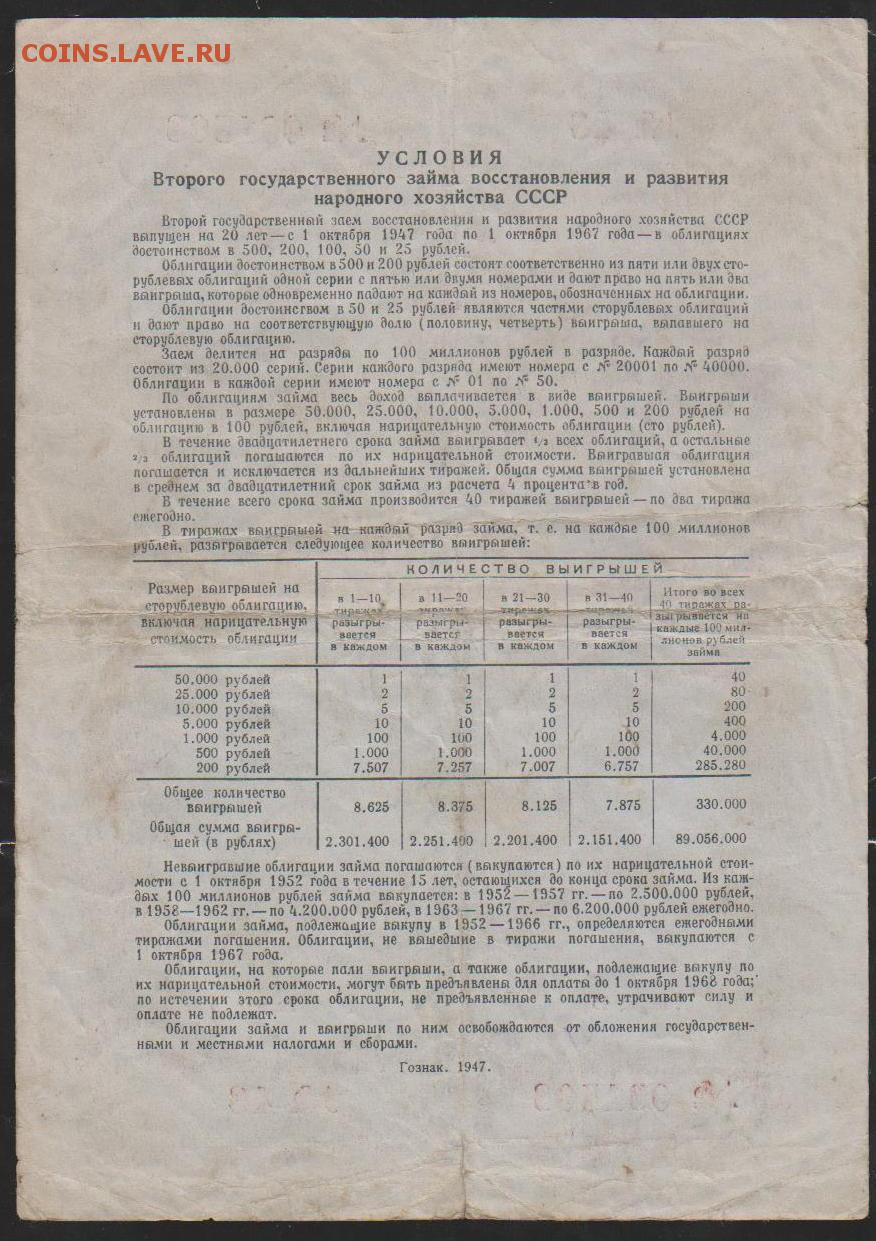 COINS.LAVE.RU
УСЛОВИЯ
Второго государственного займа восстановления и развития
народного хозяйства СССР
Второй государственный заем восстановления и развития народного хозяйства СССР
выпущен на 20 лет — с 1 октября 1947 года по 1 октября 1967 года — в облигациях
достоинством в 500, 200, 100, 50 и 25 рублей.
Облигации достоинством в 500 и 200 рублей состоят соответственно из пяти или двух сто-
рублевых облигаций одной серии с пятью или двумя номерами и дают право на пять или два
выигрыша, которые одновременно падают на каждый из номеров, обозначенных на облигации.
Облигации достоинством в 50 и 25 рублей являются частями сторублевых облигаций
и дают право на соответствующую долю (половину, четверть) выигрыша, выпавшего на
сторублевую облигацию.
Заем делится на разряды по 100 миллионов рублей в разряде. Каждый разряд
состоит из 20.000 серий. Серии каждого разряда имеют номера с № 20001 по № 40000.
Облигации в каждой серии имеют номера с № 01 по № 50.
По облигациям займа весь доход выплачивается в виде выигрышей. Выигрыши
установлены в размере 50.000, 25.000, 10.000, 5.000, 1.000, 500 и 200 рублей на
облигацию в 100 рублей, включая нарицательную стоимость облигации (сто рублей).
В течение двадцатилетнего срока займа выигрывает 1/3 всех облигаций, а остальные
2/3 облигаций погашаются по их нарицательной стоимости. Выигравшая облигация
погашается и исключается из дальнейших тиражей. Общая сумма выигрышей установлена
в среднем за двадцатилетний срок займа из расчета 4 процента в год.
В течение всего срока займа производится 40 тиражей выигрышей — по два тиража
ежегодно.
В тиражах выигрышей на каждый разряд займа, т. е. на каждые 100 миллионов
рублей, разыгрывается следующее количество выигрышей:
Размер выигрышей на
сторублевую облигацию,
включая нарицательную
стоимость облигации
КОЛИЧЕСТВО ВЫИГРЫШЕЙ
в 1—10 тиражах
разыгры-
вается
в каждом
в 11—20 тиражах
разыгры-
вается
в каждом
в 21—30 тиражах
разыгры-
вается
в каждом
в 31—40 тиражах
разыгры-
вается
в каждом
Итого во всех
40 тиражах ра-
зыгрывается на
каждые 100 мил-
лионов рублей
займа
50.000 рублей 1 1 1 1 40
25.000 рублей 2 2 2 2 80
10.000 рублей 5 5 5 5 200
5.000 рублей 10 10 10 10 400
1.000 рублей 100 100 100 100 4.000
500 рублей 1.000 1.000 1.000 1.000 40.000
200 рублей 7.507 7.257 7.007 6.757 285.280
Общее количество
выигрышей 8.625 8.375 8.125 7.875 330.000
Общая сумма выигры-
шей (в рублях) 2.301.400 2.251.400 2.201.400 2.151.400 89.056.000
Невыигравшие облигации займа погашаются (выкупаются) по их нарицательной стои-
мости с 1 октября 1952 года в течение 15 лет, остающихся до конца срока займа. Из каж-
дых 100 миллионов рублей займа выкупается: в 1952 — 1957 гг. — по 2.500.000 рублей,
в 1958—1962 гг. — по 4.200.000 рублей, в 1963 — 1967 гг. — по 6.200.000 рублей ежегодно.
Облигации займа, подлежащие выкупу в 1952 — 1966 гг., определяются ежегодными
тиражами погашения. Облигации, не вышедшие в тиражи погашения, выкупаются с
1 октября 1967 года.
Облигации, на которые пали выигрыши, а также облигации, подлежащие выкупу по
их нарицательной стоимости, могут быть предъявлены для оплаты до 1 октября 1968 года;
по истечении этого срока облигации, не предъявленные к оплате, утрачивают силу и
оплате не подлежат.
Облигации займа и выигрыши по ним освобождаются от обложения государствен-
ными и местными налогами и сборами.
Гознак. 1947.